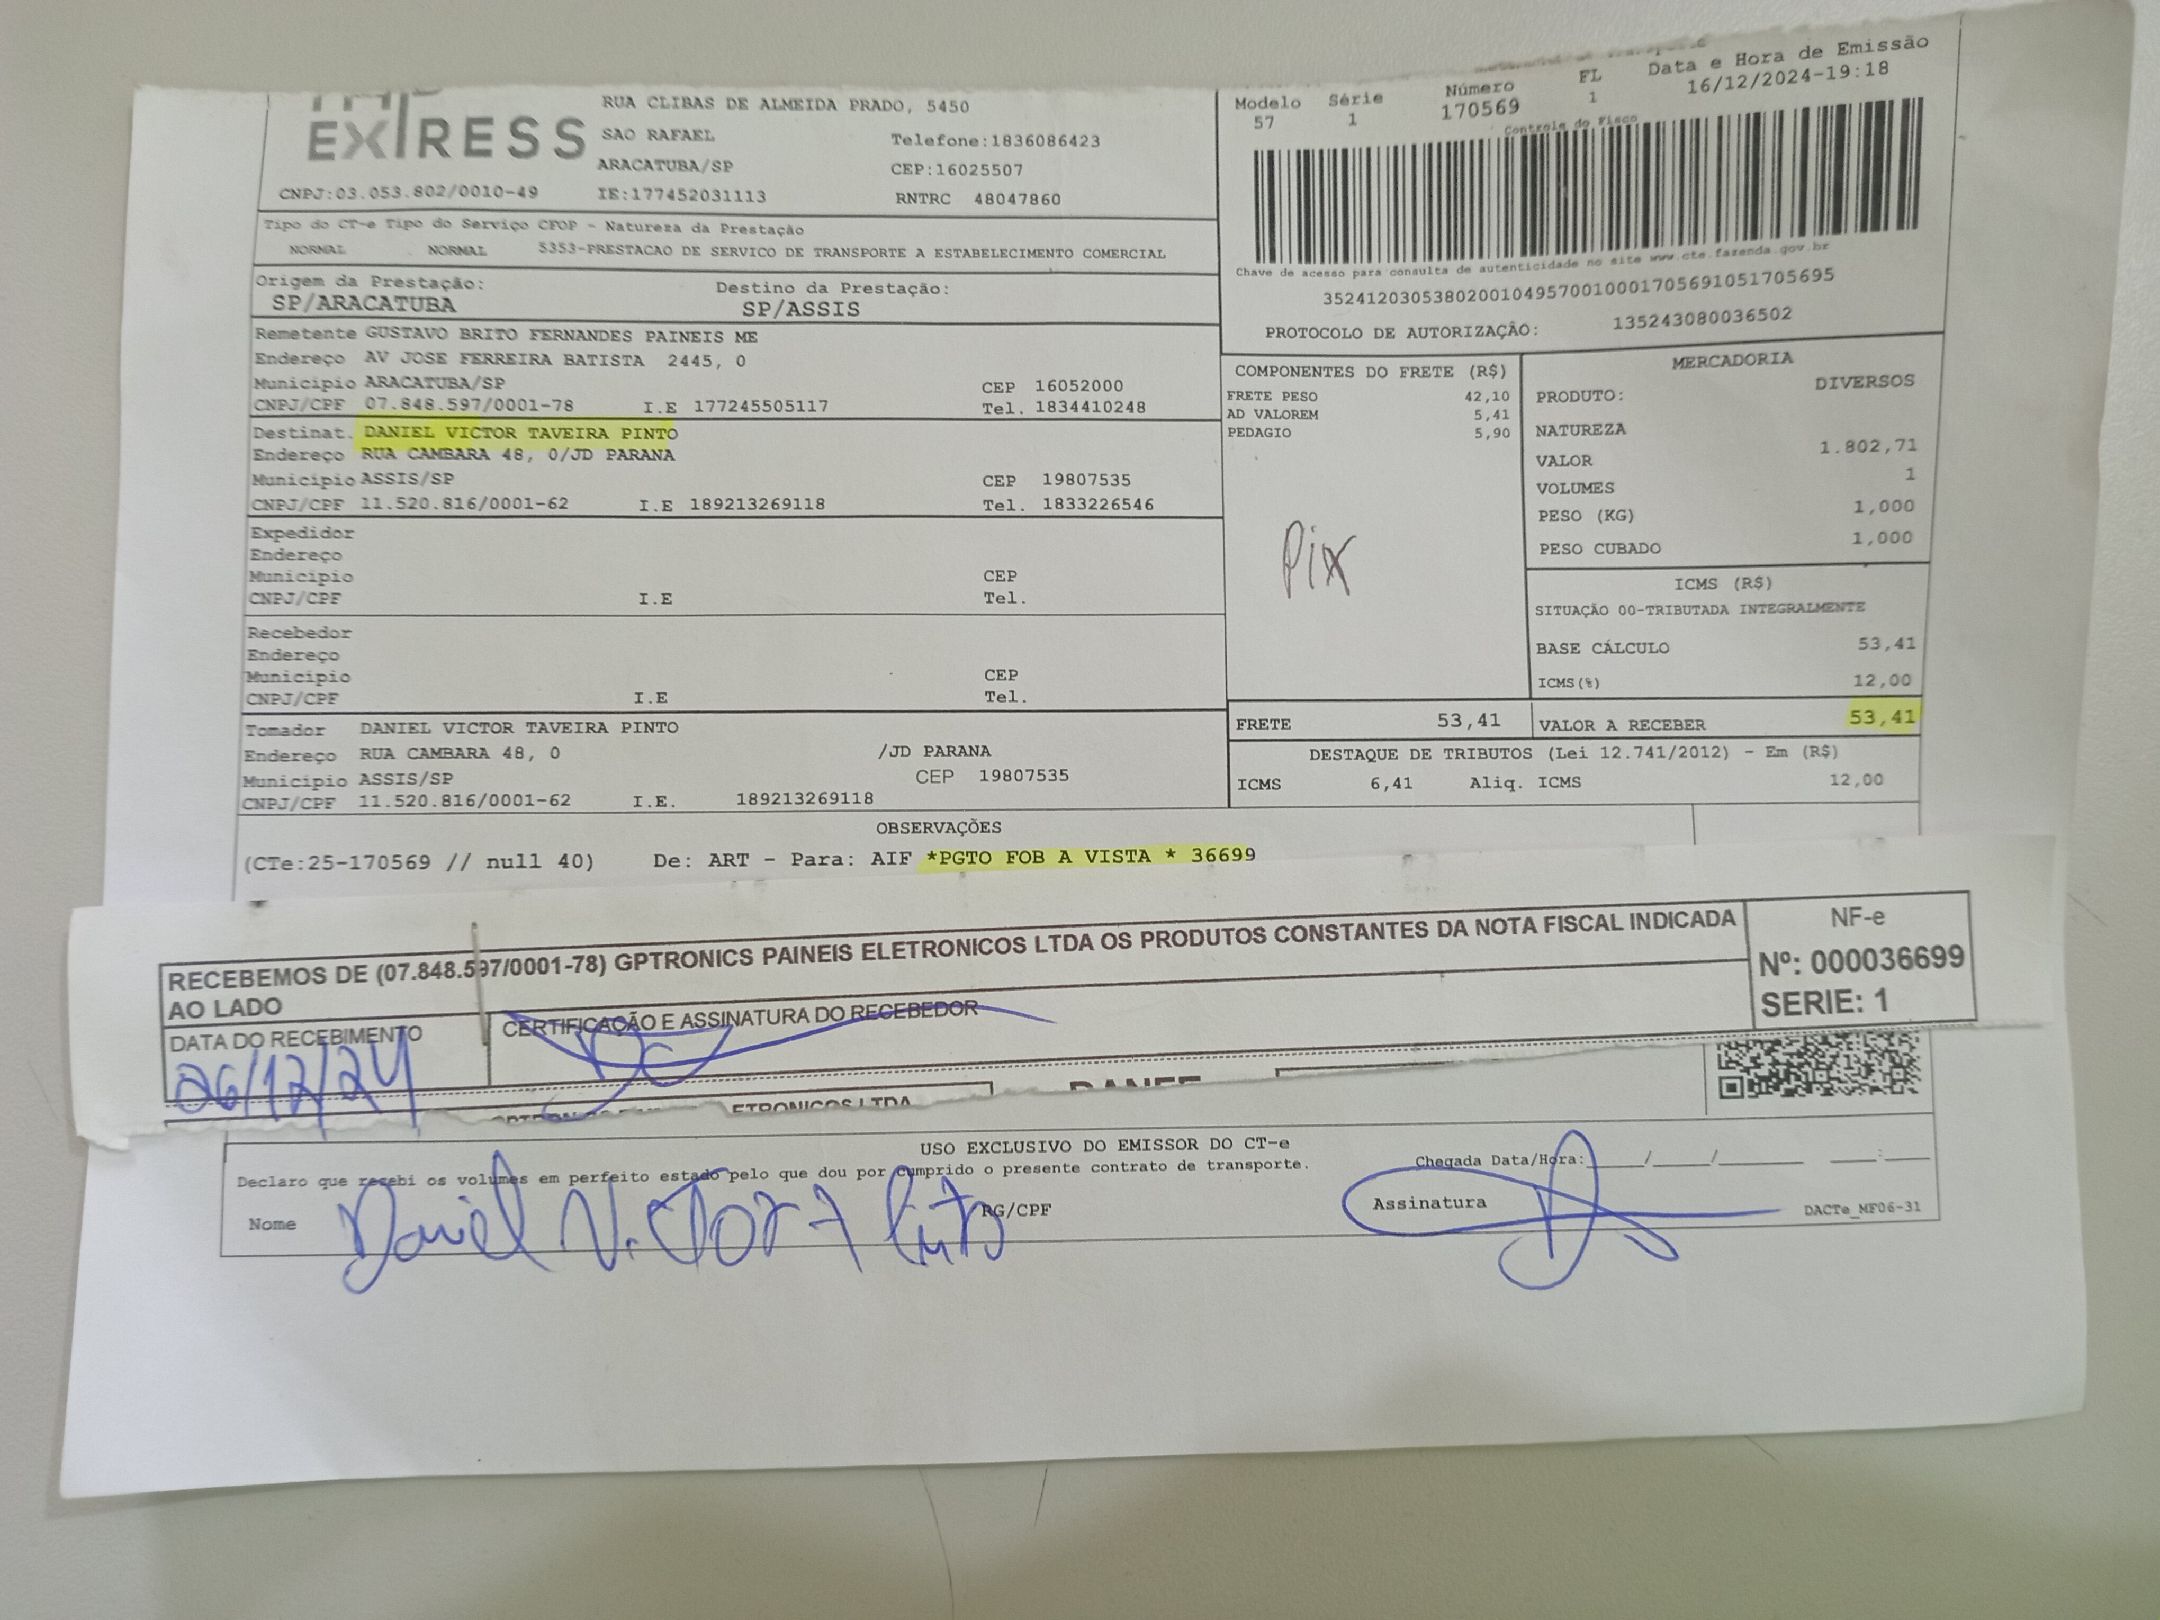 EXPRESS
RUA CLIBAS DE ALMEIDA PRADO, 5450
SAO RAFAEL Telefone:1836086423
ARACATUBA/SP CEP:16025507
CNPJ:03.053.802/0010-49 IE:177452031113 RNTRC 48047860
Modelo Série Número FL Data e Hora de Emissão
57 1 170569 1 16/12/2024-19:18
Controle do Fisco
Tipo do CT-e Tipo do Serviço CFOP - Natureza da Prestação
NORMAL NORMAL 5353-PRESTACAO DE SERVICO DE TRANSPORTE A ESTABELECIMENTO COMERCIAL
Chave de acesso para consulta de autenticidade no site www.cte.fazenda.gov.br
35241203053802001049570010001705691051705695
PROTOCOLO DE AUTORIZAÇÃO: 135243080036502
Origem da Prestação: Destino da Prestação:
SP/ARACATUBA SP/ASSIS
Remetente GUSTAVO BRITO FERNANDES PAINEIS ME
Endereço AV JOSE FERREIRA BATISTA 2445, 0
Municipio ARACATUBA/SP CEP 16052000
CNPJ/CPF 07.848.597/0001-78 I.E 177245505117 Tel. 1834410248
Destinat. DANIEL VICTOR TAVEIRA PINTO
Endereço RUA CAMBARA 48, 0/JD PARANA
Municipio ASSIS/SP CEP 19807535
CNPJ/CPF 11.520.816/0001-62 I.E 189213269118 Tel. 1833226546
Expedidor
Endereço
Municipio CEP
CNPJ/CPF I.E Tel.
Recebedor
Endereço
Municipio CEP
CNPJ/CPF I.E Tel.
Tomador DANIEL VICTOR TAVEIRA PINTO
Endereço RUA CAMBARA 48, 0 /JD PARANA
Municipio ASSIS/SP CEP 19807535
CNPJ/CPF 11.520.816/0001-62 I.E. 189213269118
COMPONENTES DO FRETE (R$)
FRETE PESO 42,10
AD VALOREM 5,41
PEDAGIO 5,90
Pix
MERCADORIA
PRODUTO: DIVERSOS
NATUREZA
VALOR 1.802,71
VOLUMES 1
PESO (KG) 1,000
PESO CUBADO 1,000
ICMS (R$)
SITUAÇÃO 00-TRIBUTADA INTEGRALMENTE
BASE CÁLCULO 53,41
ICMS(%) 12,00
FRETE 53,41 VALOR A RECEBER 53,41
DESTAQUE DE TRIBUTOS (Lei 12.741/2012) - Em (R$)
ICMS 6,41 Aliq. ICMS 12,00
OBSERVAÇÕES
(CTe:25-170569 // null 40) De: ART - Para: AIF *PGTO FOB A VISTA * 36699
RECEBEMOS DE (07.848.597/0001-78) GPTRONICS PAINEIS ELETRONICOS LTDA OS PRODUTOS CONSTANTES DA NOTA FISCAL INDICADA
AO LADO
NF-e
Nº: 000036699
SERIE: 1
DATA DO RECEBIMENTO CERTIFICAÇÃO E ASSINATURA DO RECEBEDOR
26/12/24
DANFE
ETRONICOS LTDA
USO EXCLUSIVO DO EMISSOR DO CT-e
Declaro que recebi os volumes em perfeito estado pelo que dou por cumprido o presente contrato de transporte. Chegada Data/Hora:____/____/________ ____:____
Nome Daniel Victor T Pinto RG/CPF Assinatura DACTe_MF06-31